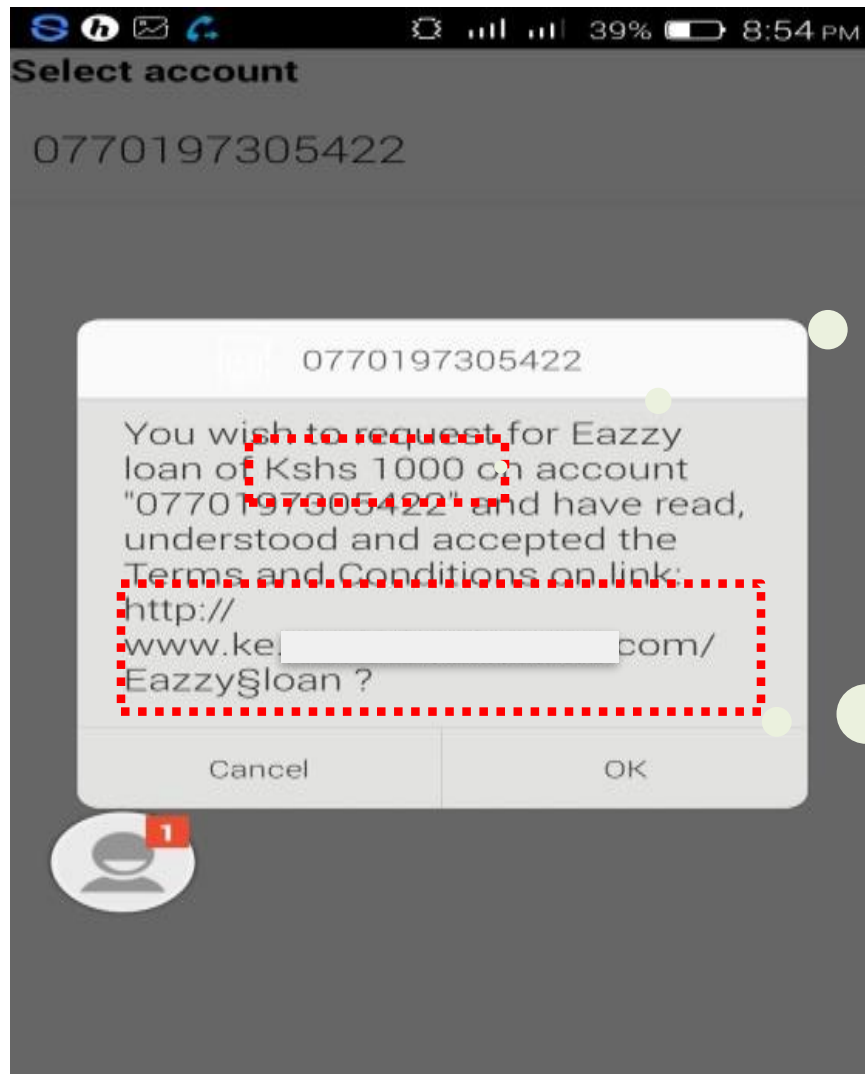 39% 8:54 PM
Select account
0770197305422
0770197305422
You wish to request for Eazzy
loan of Kshs 1000 on account
"0770197305422" and have read,
understood and accepted the
Terms and Conditions on link:
http://
www.ke. com/
Eazzy§loan ?
Cancel OK
1